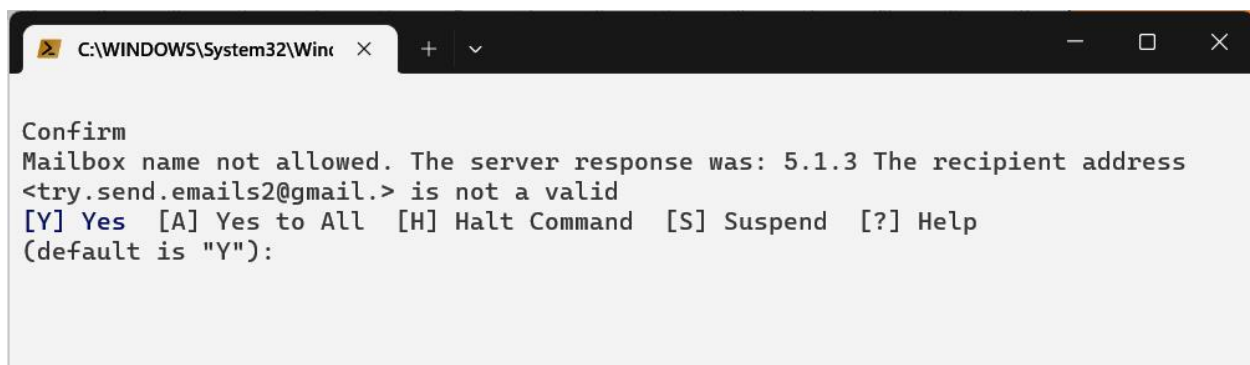 C:\WINDOWS\System32\Wind
Confirm
Mailbox name not allowed. The server response was: 5.1.3 The recipient address
<try.send.emails2@gmail.> is not a valid
[Y] Yes  [A] Yes to All  [H] Halt Command  [S] Suspend  [?] Help
(default is "Y"):